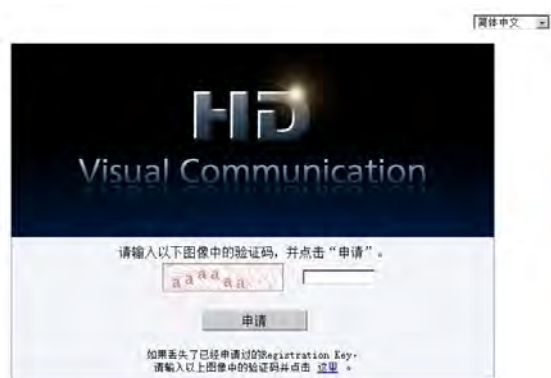 简体中文
HD
Visual Communication
请输入以下图像中的验证码，并点击“申请”。
aaaaaa
申请
如果丢失了已经申请过的Registration Key，
请输入以上图像中的验证码并点击 这里 。